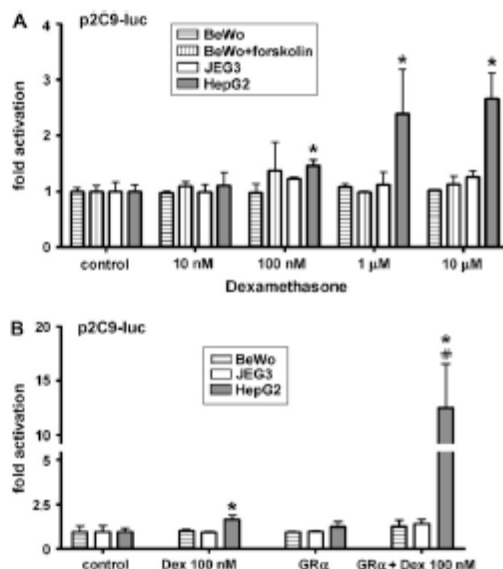 A p2C9-luc
BeWo
BeWo+forskolin
JEG3
HepG2
fold activation
4
3
2
1
0
* * *
control 10 nM 100 nM 1 μM 10 μM
Dexamethasone
B p2C9-luc
BeWo
JEG3
HepG2
fold activation
20
15
10
5
2.5
0
*
*
#
control Dex 100 nM GRα GRα + Dex 100 nM